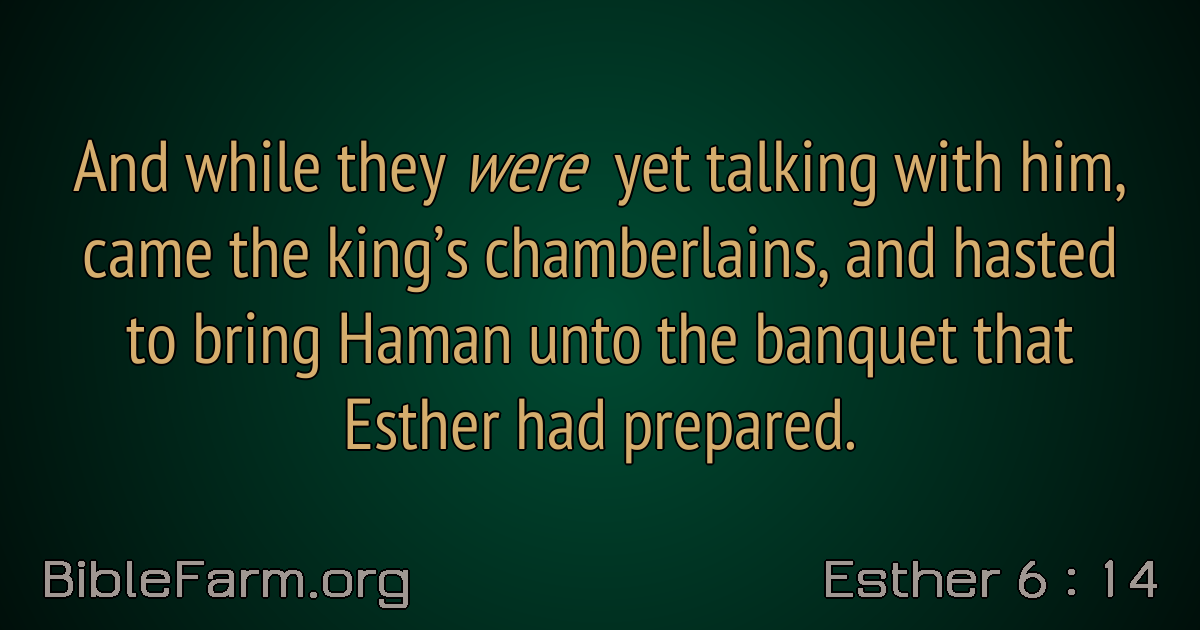 And while they were yet talking with him,
came the king’s chamberlains, and hasted
to bring Haman unto the banquet that
Esther had prepared.
BibleFarm.org
Esther 6 : 14